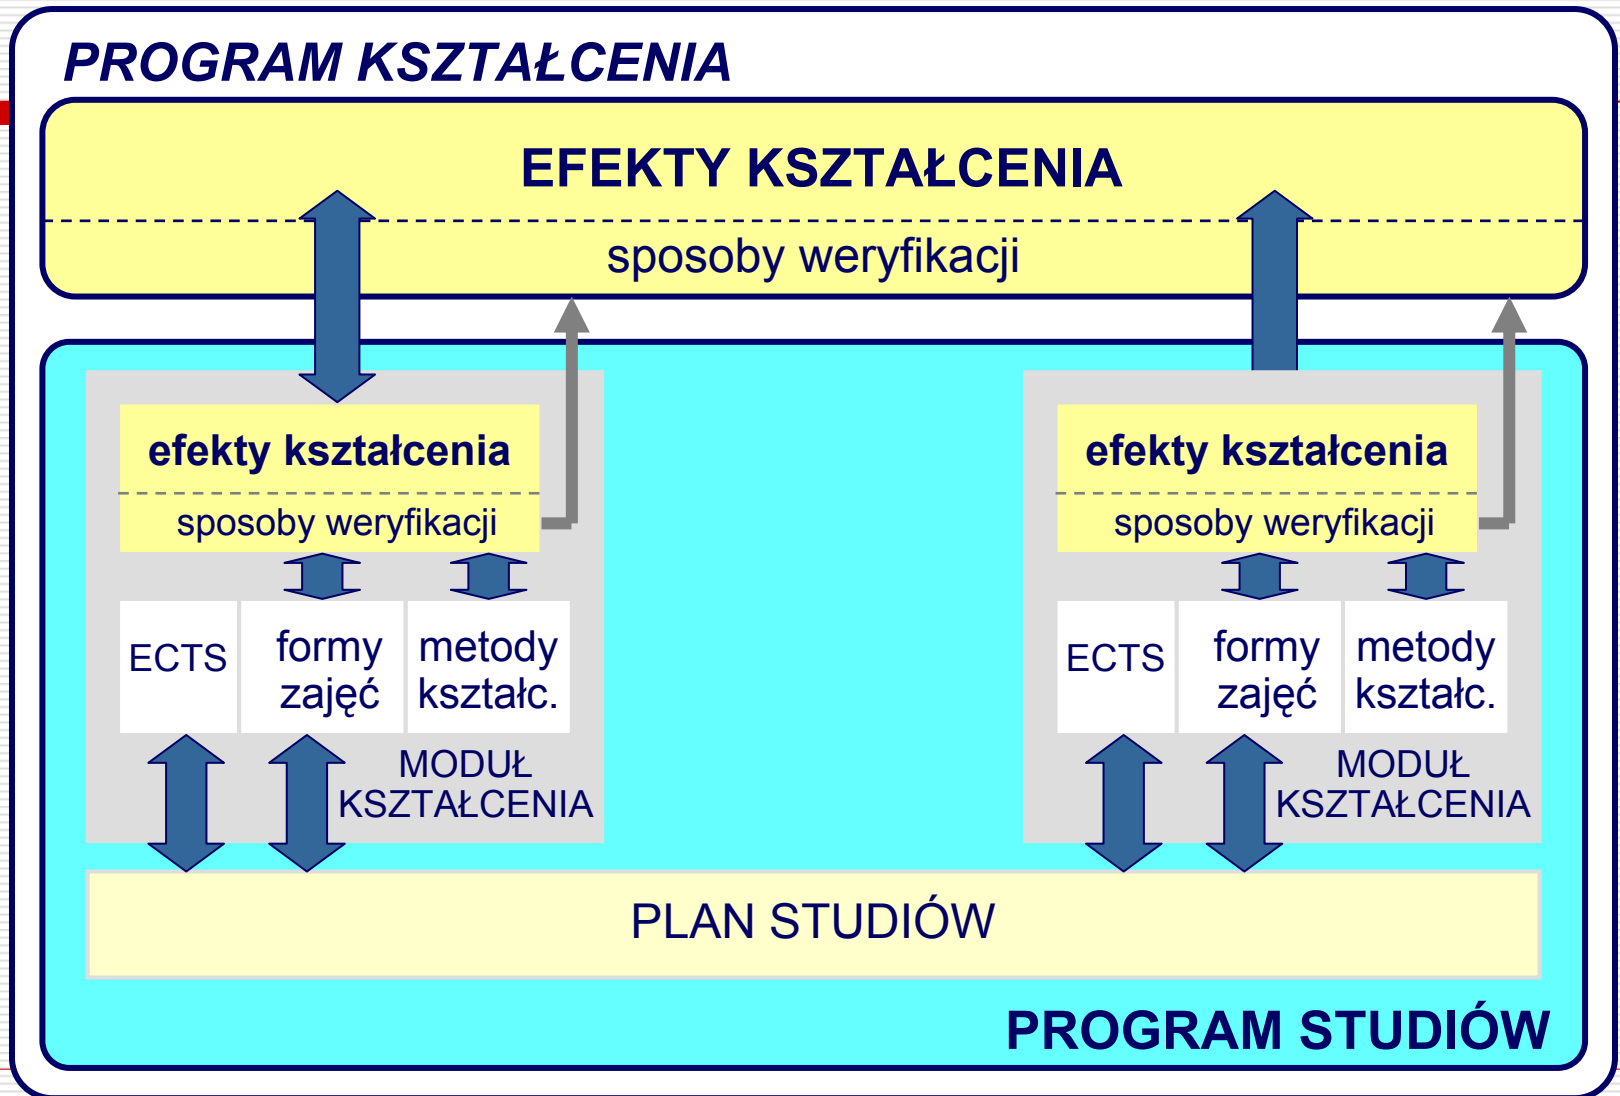 PROGRAM KSZTAŁCENIA
EFEKTY KSZTAŁCENIA
sposoby weryfikacji
efekty kształcenia
sposoby weryfikacji
ECTS
formy
zajęć
metody
kształc.
MODUŁ
KSZTAŁCENIA
efekty kształcenia
sposoby weryfikacji
ECTS
formy
zajęć
metody
kształc.
MODUŁ
KSZTAŁCENIA
PLAN STUDIÓW
PROGRAM STUDIÓW